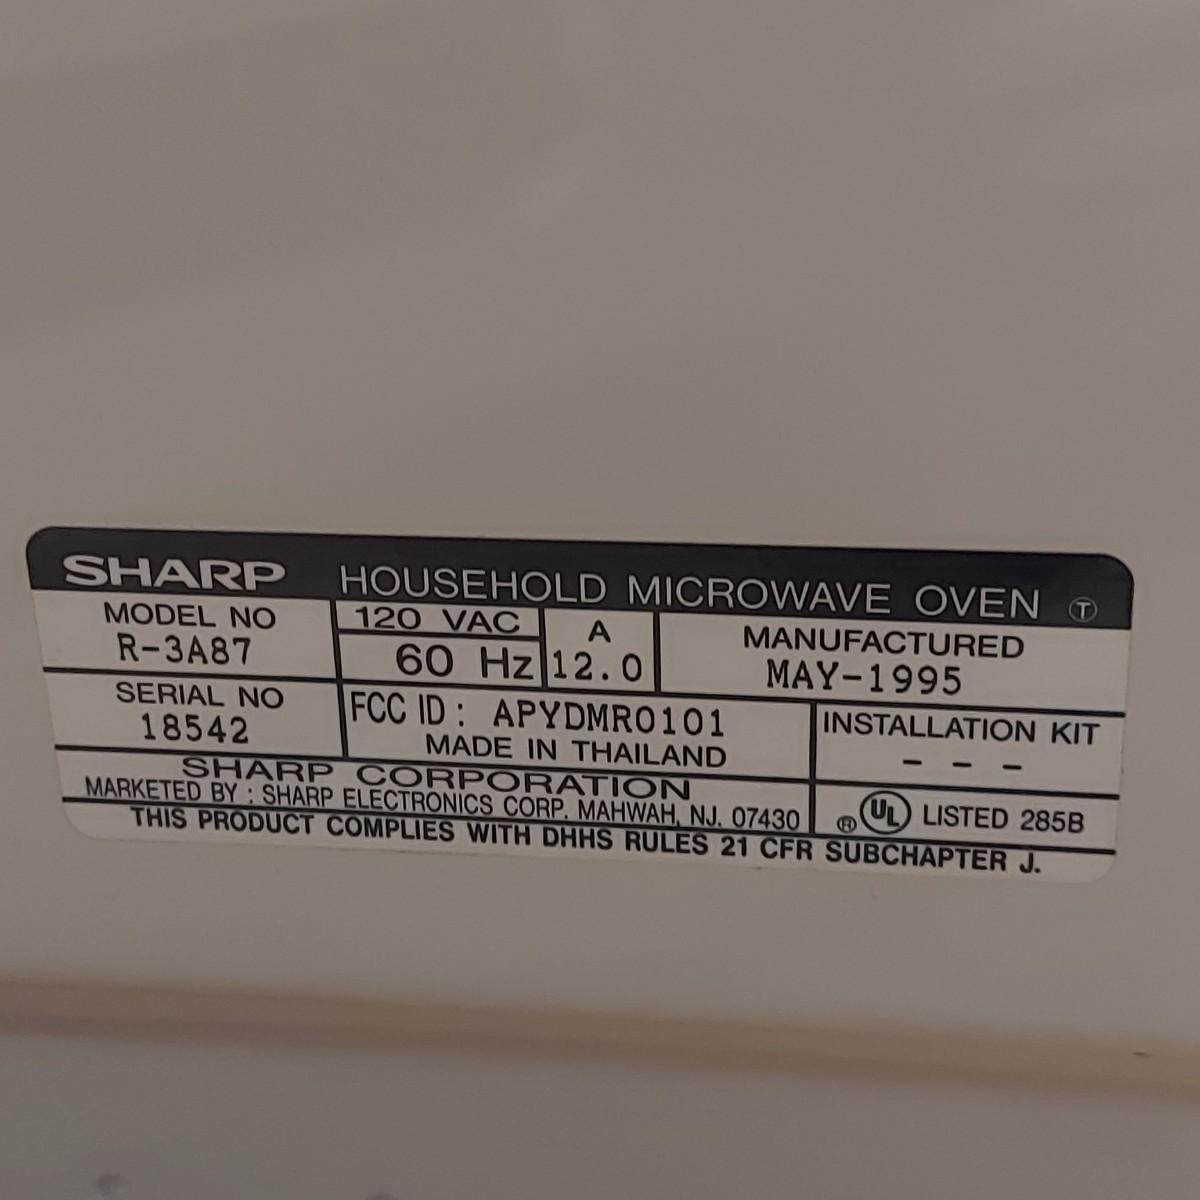 SHARP HOUSEHOLD MICROWAVE OVEN Ⓣ
MODEL NO
R-3A87
120 VAC
60 Hz
A
12.0
MANUFACTURED
MAY-1995
SERIAL NO
18542
FCC ID : APYDMR0101
MADE IN THAILAND
INSTALLATION KIT
- - -
SHARP CORPORATION
MARKETED BY : SHARP ELECTRONICS CORP. MAHWAH, NJ. 07430
® UL LISTED 285B
THIS PRODUCT COMPLIES WITH DHHS RULES 21 CFR SUBCHAPTER J.